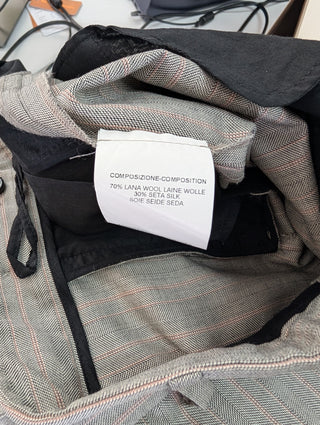 COMPOSIZIONE-COMPOSITION
70% LANA WOOL LAINE WOLLE
30% SETA SILK
SOIE SEIDE SEDA